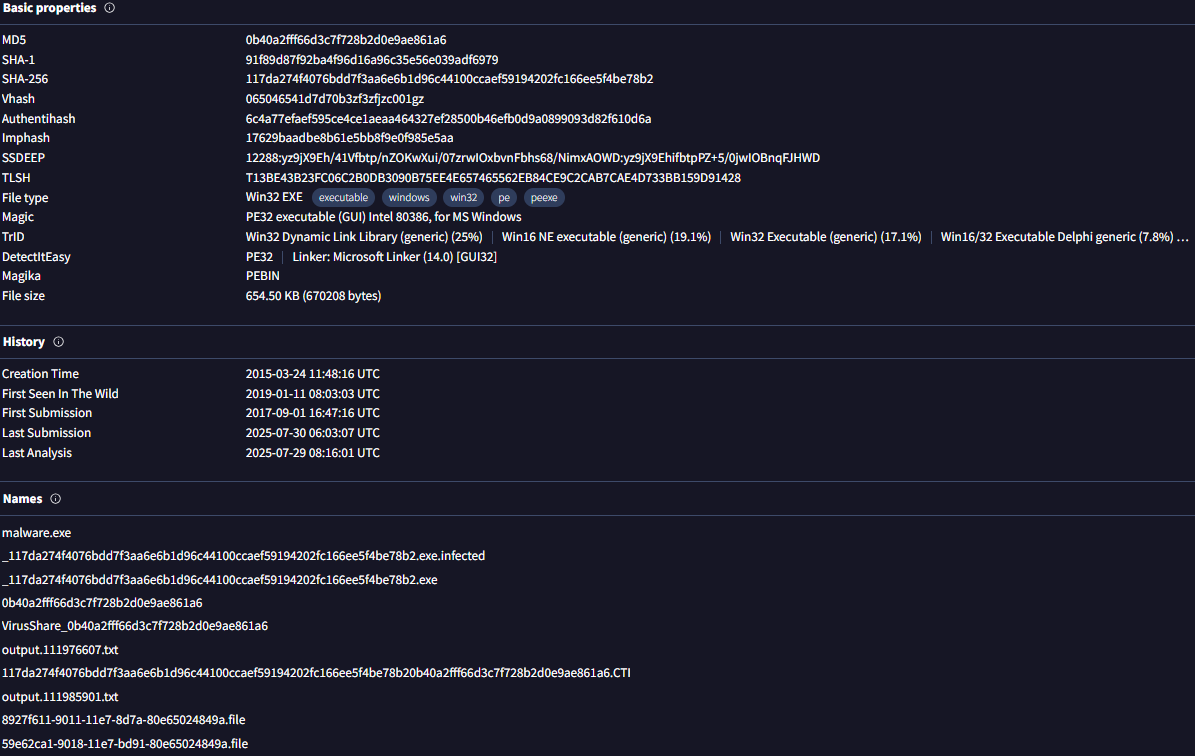 Basic properties
MD5 0b40a2fff66d3c7f728b2d0e9ae861a6
SHA-1 91f89d87f92ba4f96d16a96c35e56e039adf6979
SHA-256 117da274f4076bdd7f3aa6e6b1d96c44100ccaef59194202fc166ee5f4be78b2
Vhash 065046541d7d70b3zf3zfjzc001gz
Authentihash 6c4a77efaef595ce4ce1aeaa464327ef28500b46efb0d9a0899093d82f610d6a
Imphash 17629baadbe8b61e5bb8f9e0f985e5aa
SSDEEP 12288:yz9jX9Eh/41Vfbtp/nZOKwXui/07zrwIOxbvnFbhs68/NimxAOWD:yz9jX9EhifbtpPZ+5/0jwIOBnqFJHWD
TLSH T13BE43B23FC06C2B0DB3090B75EE4E657465562EB84CE9C2CAB7CAE4D733BB159D91428
File type Win32 EXE executable windows win32 pe peexe
Magic PE32 executable (GUI) Intel 80386, for MS Windows
TrID Win32 Dynamic Link Library (generic) (25%) Win16 NE executable (generic) (19.1%) Win32 Executable (generic) (17.1%) Win16/32 Executable Delphi generic (7.8%) ...
DetectItEasy PE32 Linker: Microsoft Linker (14.0) [GUI32]
Magika PEBIN
File size 654.50 KB (670208 bytes)
History
Creation Time 2015-03-24 11:48:16 UTC
First Seen In The Wild 2019-01-11 08:03:03 UTC
First Submission 2017-09-01 16:47:16 UTC
Last Submission 2025-07-30 06:03:07 UTC
Last Analysis 2025-07-29 08:16:01 UTC
Names
malware.exe
_117da274f4076bdd7f3aa6e6b1d96c44100ccaef59194202fc166ee5f4be78b2.exe.infected
_117da274f4076bdd7f3aa6e6b1d96c44100ccaef59194202fc166ee5f4be78b2.exe
0b40a2fff66d3c7f728b2d0e9ae861a6
VirusShare_0b40a2fff66d3c7f728b2d0e9ae861a6
output.111976607.txt
117da274f4076bdd7f3aa6e6b1d96c44100ccaef59194202fc166ee5f4be78b20b40a2fff66d3c7f728b2d0e9ae861a6.CTI
output.111985901.txt
8927f611-9011-11e7-8d7a-80e65024849a.file
59e62ca1-9018-11e7-bd91-80e65024849a.file